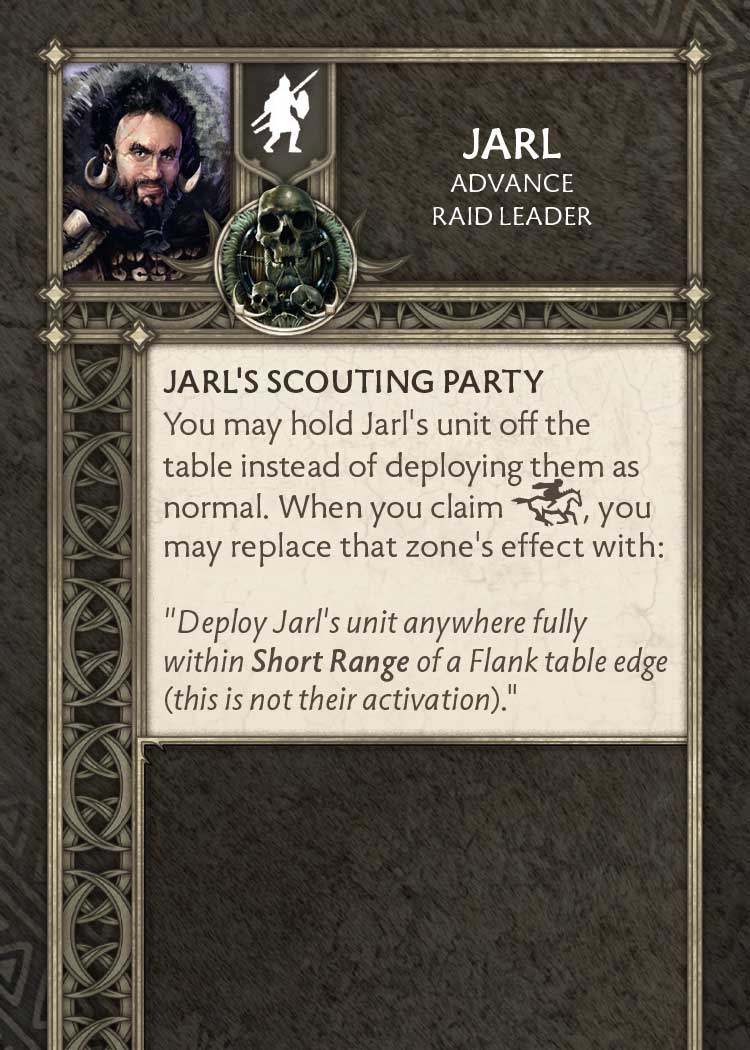 JARL
ADVANCE
RAID LEADER
JARL'S SCOUTING PARTY
You may hold Jarl's unit off the
table instead of deploying them as
normal. When you claim , you
may replace that zone's effect with:
"Deploy Jarl's unit anywhere fully
within Short Range of a Flank table edge
(this is not their activation)."